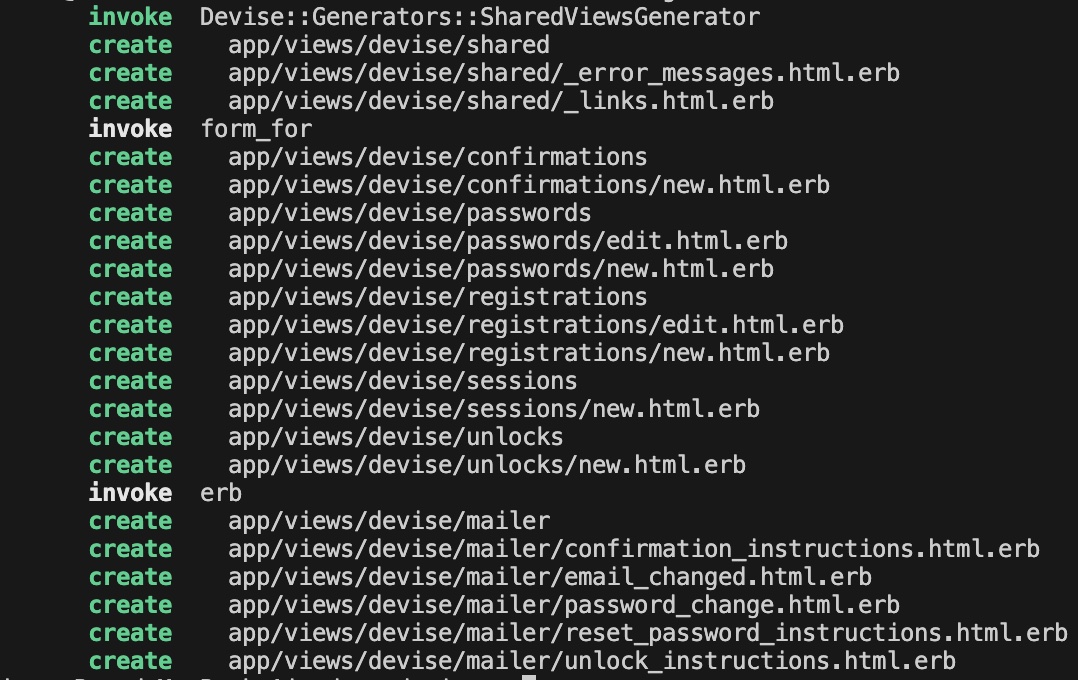 invoke  Devise::Generators::SharedViewsGenerator
create    app/views/devise/shared
create    app/views/devise/shared/_error_messages.html.erb
create    app/views/devise/shared/_links.html.erb
invoke  form_for
create    app/views/devise/confirmations
create    app/views/devise/confirmations/new.html.erb
create    app/views/devise/passwords
create    app/views/devise/passwords/edit.html.erb
create    app/views/devise/passwords/new.html.erb
create    app/views/devise/registrations
create    app/views/devise/registrations/edit.html.erb
create    app/views/devise/registrations/new.html.erb
create    app/views/devise/sessions
create    app/views/devise/sessions/new.html.erb
create    app/views/devise/unlocks
create    app/views/devise/unlocks/new.html.erb
invoke  erb
create    app/views/devise/mailer
create    app/views/devise/mailer/confirmation_instructions.html.erb
create    app/views/devise/mailer/email_changed.html.erb
create    app/views/devise/mailer/password_change.html.erb
create    app/views/devise/mailer/reset_password_instructions.html.erb
create    app/views/devise/mailer/unlock_instructions.html.erb